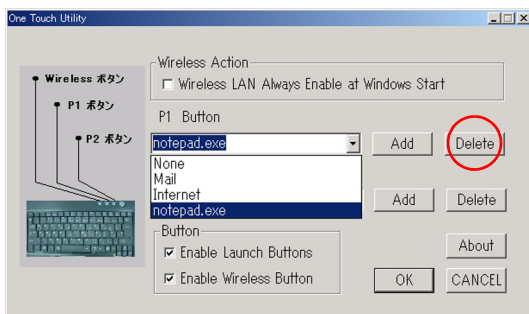 One Touch Utility
Wireless ボタン
P1 ボタン
P2 ボタン
Wireless Action
Wireless LAN Always Enable at Windows Start
P1 Button
notepad.exe
Add
Delete
None
Mail
Internet
notepad.exe
Add
Delete
Button
Enable Launch Buttons
Enable Wireless Button
About
OK
CANCEL